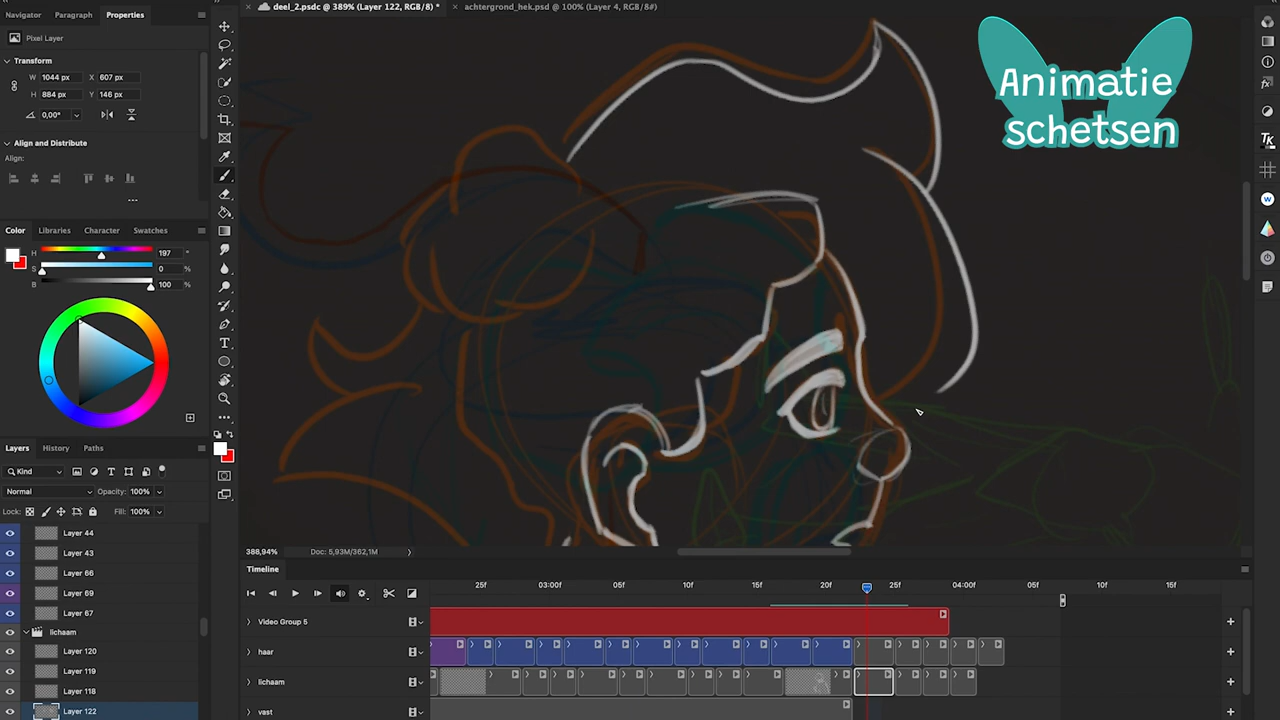 deel_2.psdc @ 389% (Layer 122, RGB/8) *
achtergrond_hek.psd @ 100% (Layer 4, RGB/8#)
Navigator Paragraph Properties
Pixel Layer
Transform
W 1044 px X 607 px
H 884 px Y 146 px
0,00°
Align and Distribute
Align:
Color Libraries Character Swatches
H 197 °
S 0 %
B 100 %
Layers History Paths
Kind
Normal Opacity: 100%
Lock: Fill: 100%
Layer 44
Layer 43
Layer 66
Layer 69
Layer 67
lichaam
Layer 120
Layer 119
Layer 118
Layer 122
Animatie
schetsen
388,94% Doc: 5,93M/362,1M
Timeline
25f 03:00f 05f 10f 15f 20f 25f 04:00f 05f 10f 15f
Video Group 5
haar
lichaam
vast